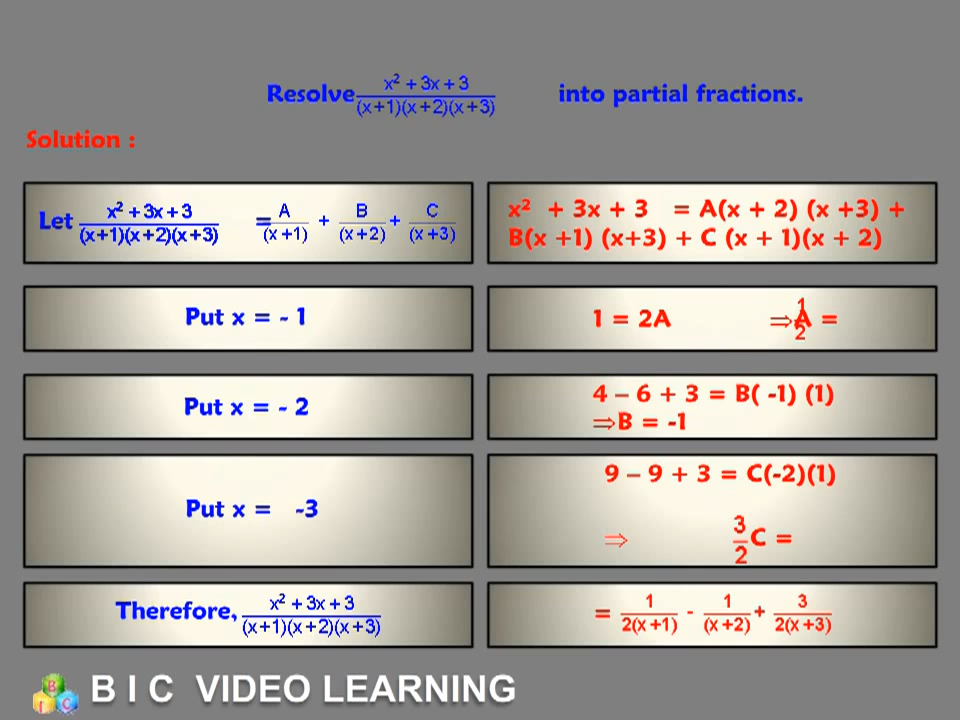 Resolve (x² + 3x + 3)/((x+1)(x+2)(x+3)) into partial fractions.
Solution :
Let (x² + 3x + 3)/((x+1)(x+2)(x+3)) = A/(x +1) + B/(x +2) + C/(x +3)
x² + 3x + 3 = A(x + 2) (x +3) +
B(x +1) (x+3) + C (x + 1)(x + 2)
Put x = - 1
1 = 2A ⇒A = 1/2
Put x = - 2
4 – 6 + 3 = B( -1) (1)
⇒B = -1
Put x = -3
9 – 9 + 3 = C(-2)(1)
⇒ 3/2 C =
Therefore, (x² + 3x + 3)/((x+1)(x+2)(x+3))
= 1/(2(x +1)) - 1/((x +2)) + 3/(2(x +3))
B I C
B I C VIDEO LEARNING